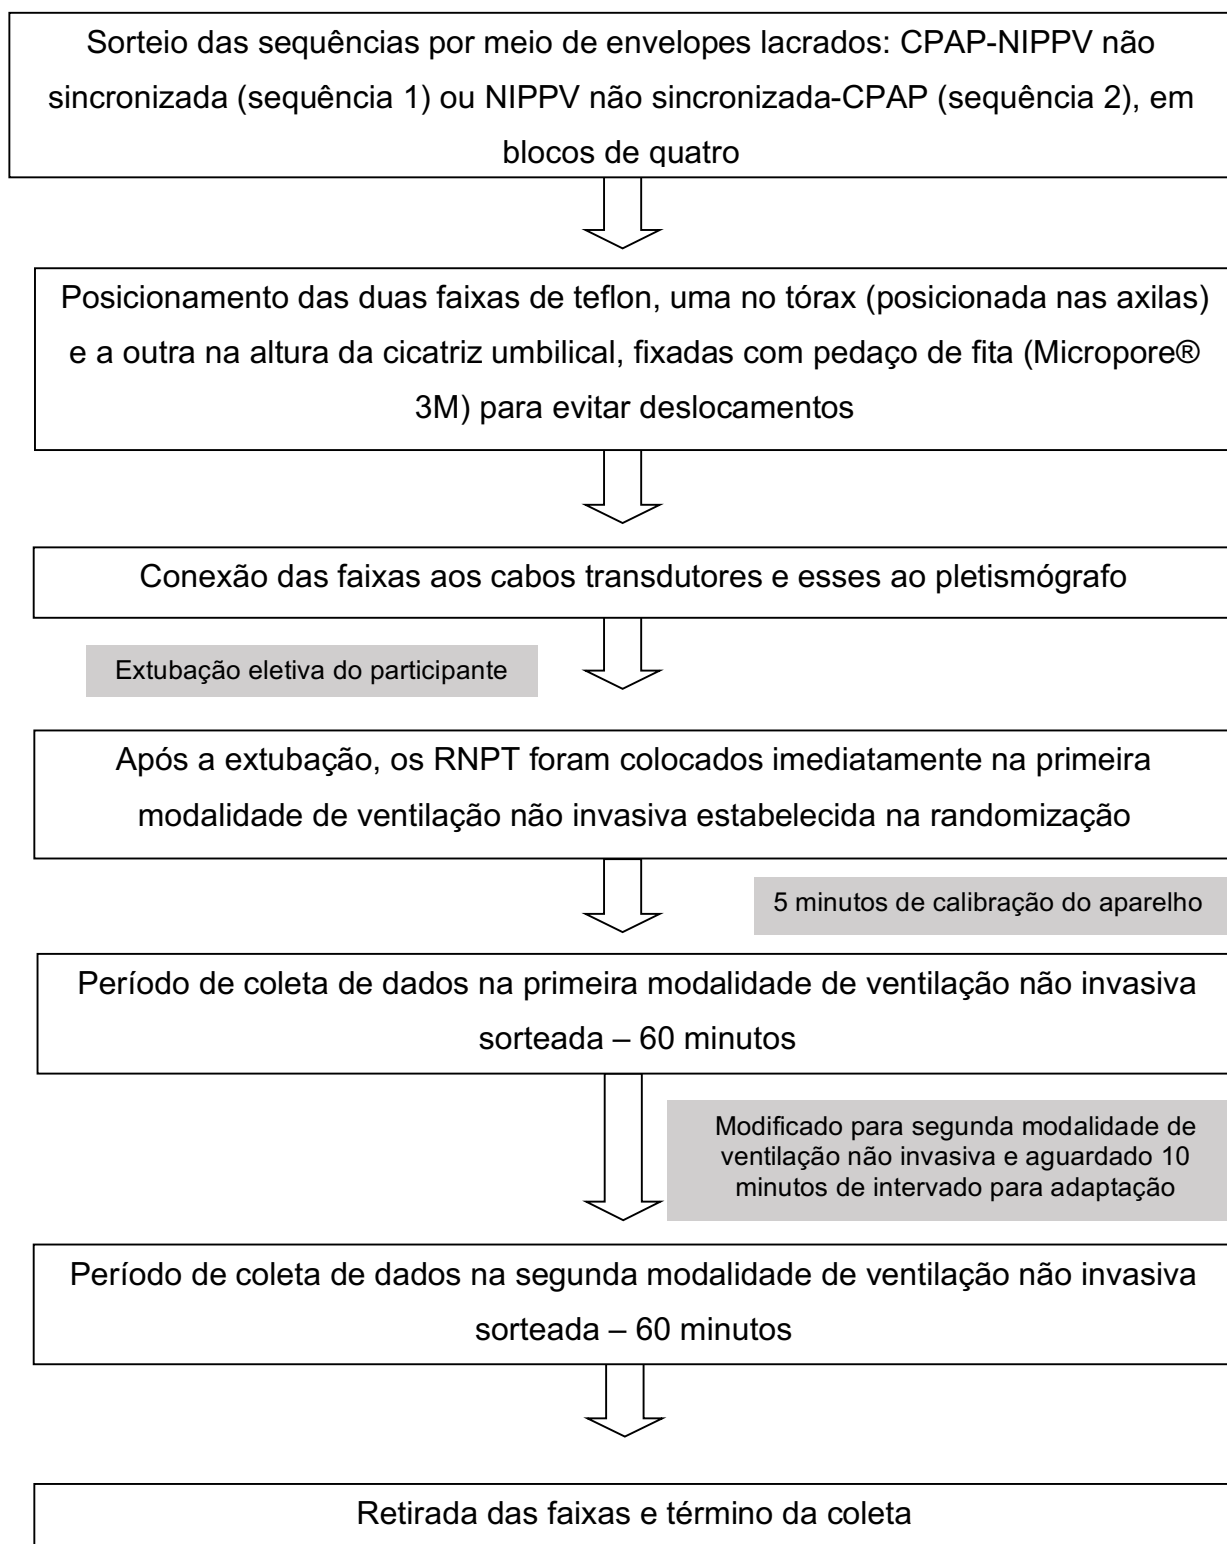 Sorteio das sequências por meio de envelopes lacrados: CPAP-NIPPV não
sincronizada (sequência 1) ou NIPPV não sincronizada-CPAP (sequência 2), em
blocos de quatro
Posicionamento das duas faixas de teflon, uma no tórax (posicionada nas axilas)
e a outra na altura da cicatriz umbilical, fixadas com pedaço de fita (Micropore®
3M) para evitar deslocamentos
Conexão das faixas aos cabos transdutores e esses ao pletismógrafo
Extubação eletiva do participante
Após a extubação, os RNPT foram colocados imediatamente na primeira
modalidade de ventilação não invasiva estabelecida na randomização
5 minutos de calibração do aparelho
Período de coleta de dados na primeira modalidade de ventilação não invasiva
sorteada – 60 minutos
Modificado para segunda modalidade de
ventilação não invasiva e aguardado 10
minutos de intervado para adaptação
Período de coleta de dados na segunda modalidade de ventilação não invasiva
sorteada – 60 minutos
Retirada das faixas e término da coleta